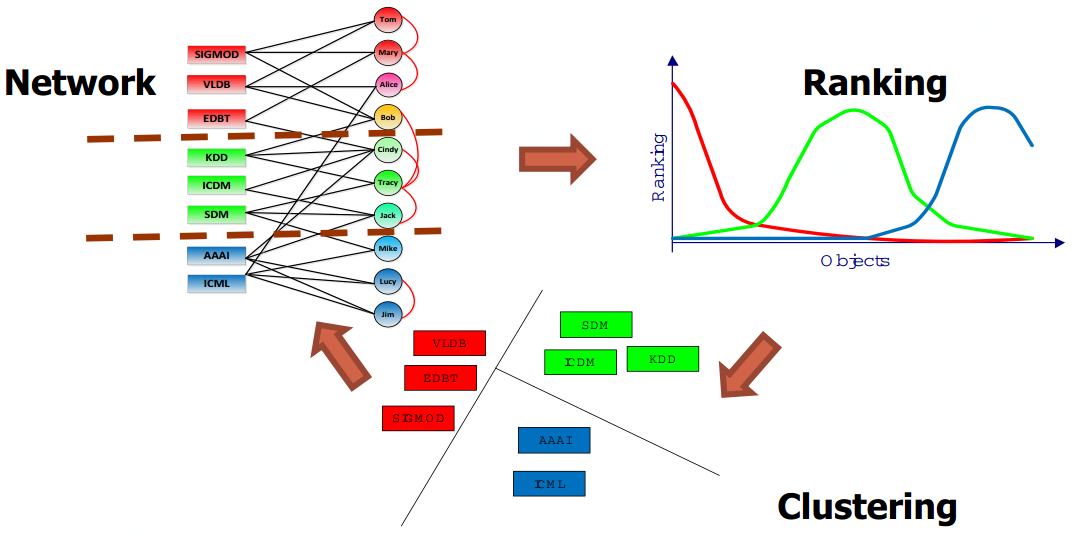 Network
SIGMOD
VLDB
EDBT
KDD
ICDM
SDM
AAAI
ICML
Tom
Mary
Alice
Bob
Cindy
Tracy
Jack
Mike
Lucy
Jim
Ranking
Ranking
Objects
VLDB
EDBT
SIGMOD
SDM
ICDM
KDD
AAAI
ICML
Clustering